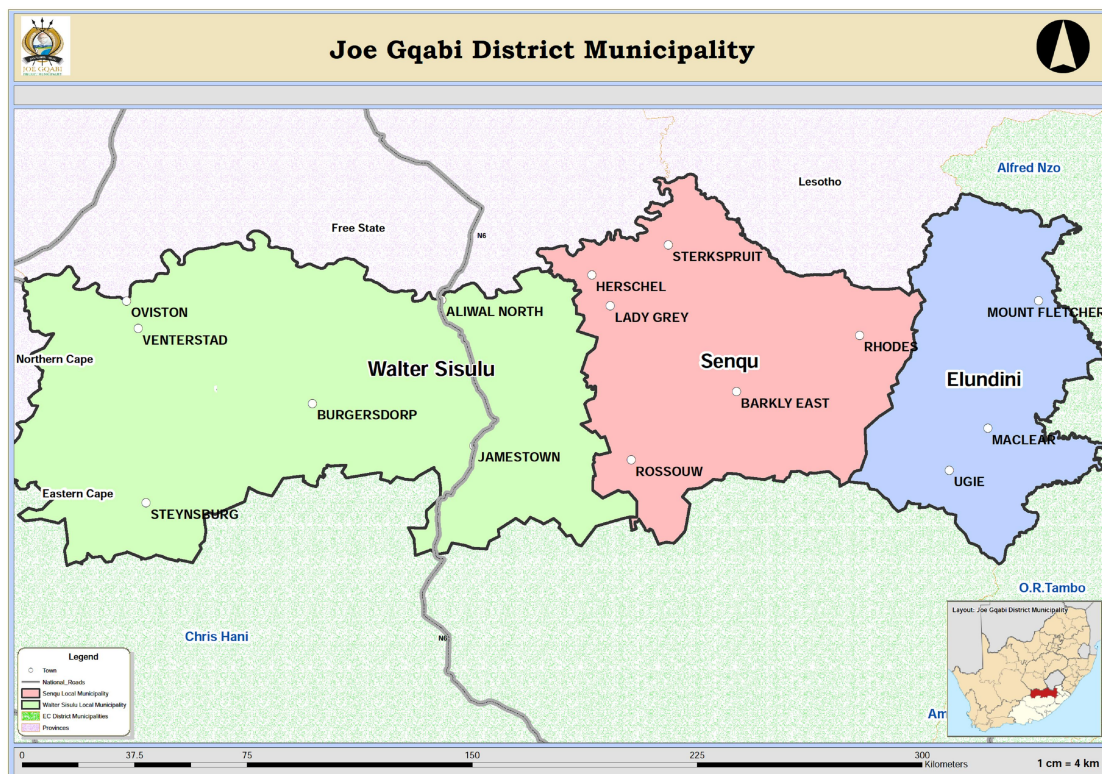 Joe Gqabi District Municipality
JOE GQABI
Alfred Nzo
Lesotho
Free State
N6
STERKSPRUIT
HERSCHEL
LADY GREY
OVISTON
VENTERSTAD
ALIWAL NORTH
MOUNT FLETCHER
RHODES
Northern Cape
Walter Sisulu
Senqu
Elundini
BARKLY EAST
BURGERSDORP
MACLEAR
JAMESTOWN
ROSSOUW
UGIE
Eastern Cape
STEYNSBURG
O.R.Tambo
Chris Hani
N6
Am
Layout: Joe Gqabi District Municipality
Legend
Town
National_Roads
Senqu Local Municipality
Walter Sisulu Local Municipality
EC District Municipalities
Provinces
0 37.5 75 150 225 300
Kilometers
1 cm = 4 km